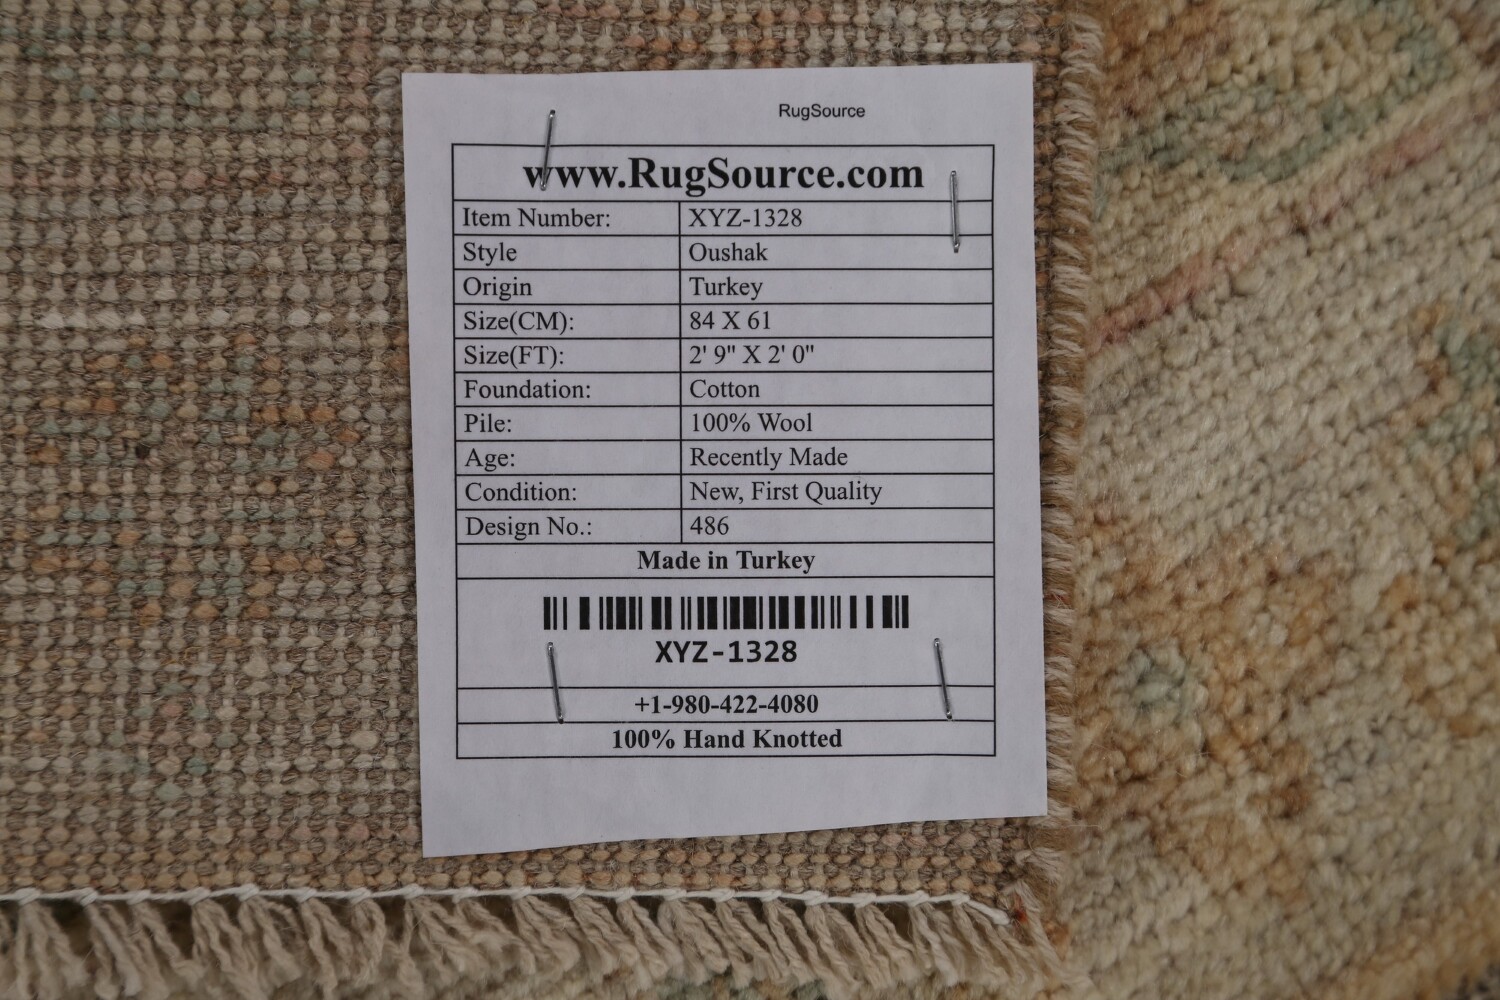 RugSource
www.RugSource.com
Item Number: XYZ-1328
Style Oushak
Origin Turkey
Size(CM): 84 X 61
Size(FT): 2' 9" X 2' 0"
Foundation: Cotton
Pile: 100% Wool
Age: Recently Made
Condition: New, First Quality
Design No.: 486
Made in Turkey
XYZ-1328
+1-980-422-4080
100% Hand Knotted